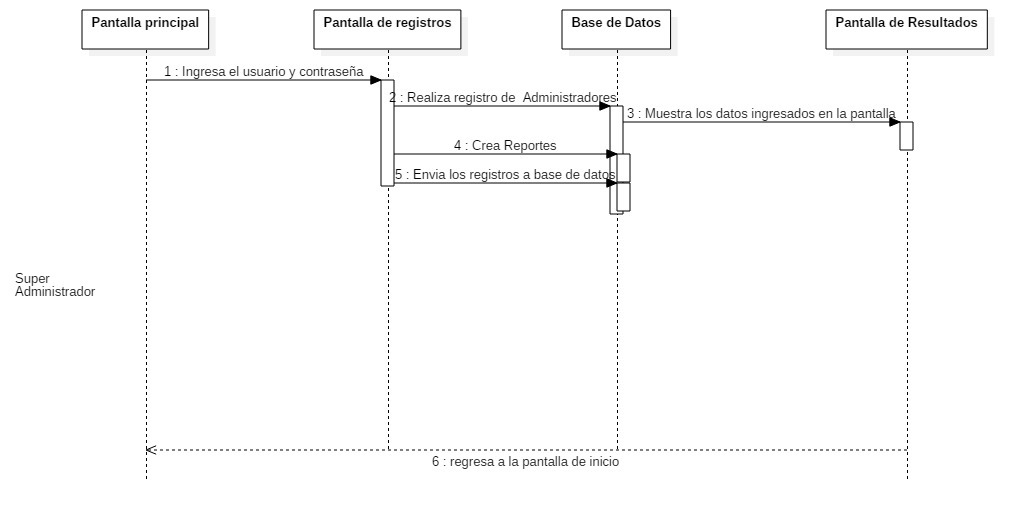 Pantalla principal
Pantalla de registros
Base de Datos
Pantalla de Resultados
1 : Ingresa el usuario y contraseña
2 : Realiza registro de  Administradores
3 : Muestra los datos ingresados en la pantalla
4 : Crea Reportes
5 : Envia los registros a base de datos
Super
Administrador
6 : regresa a la pantalla de inicio